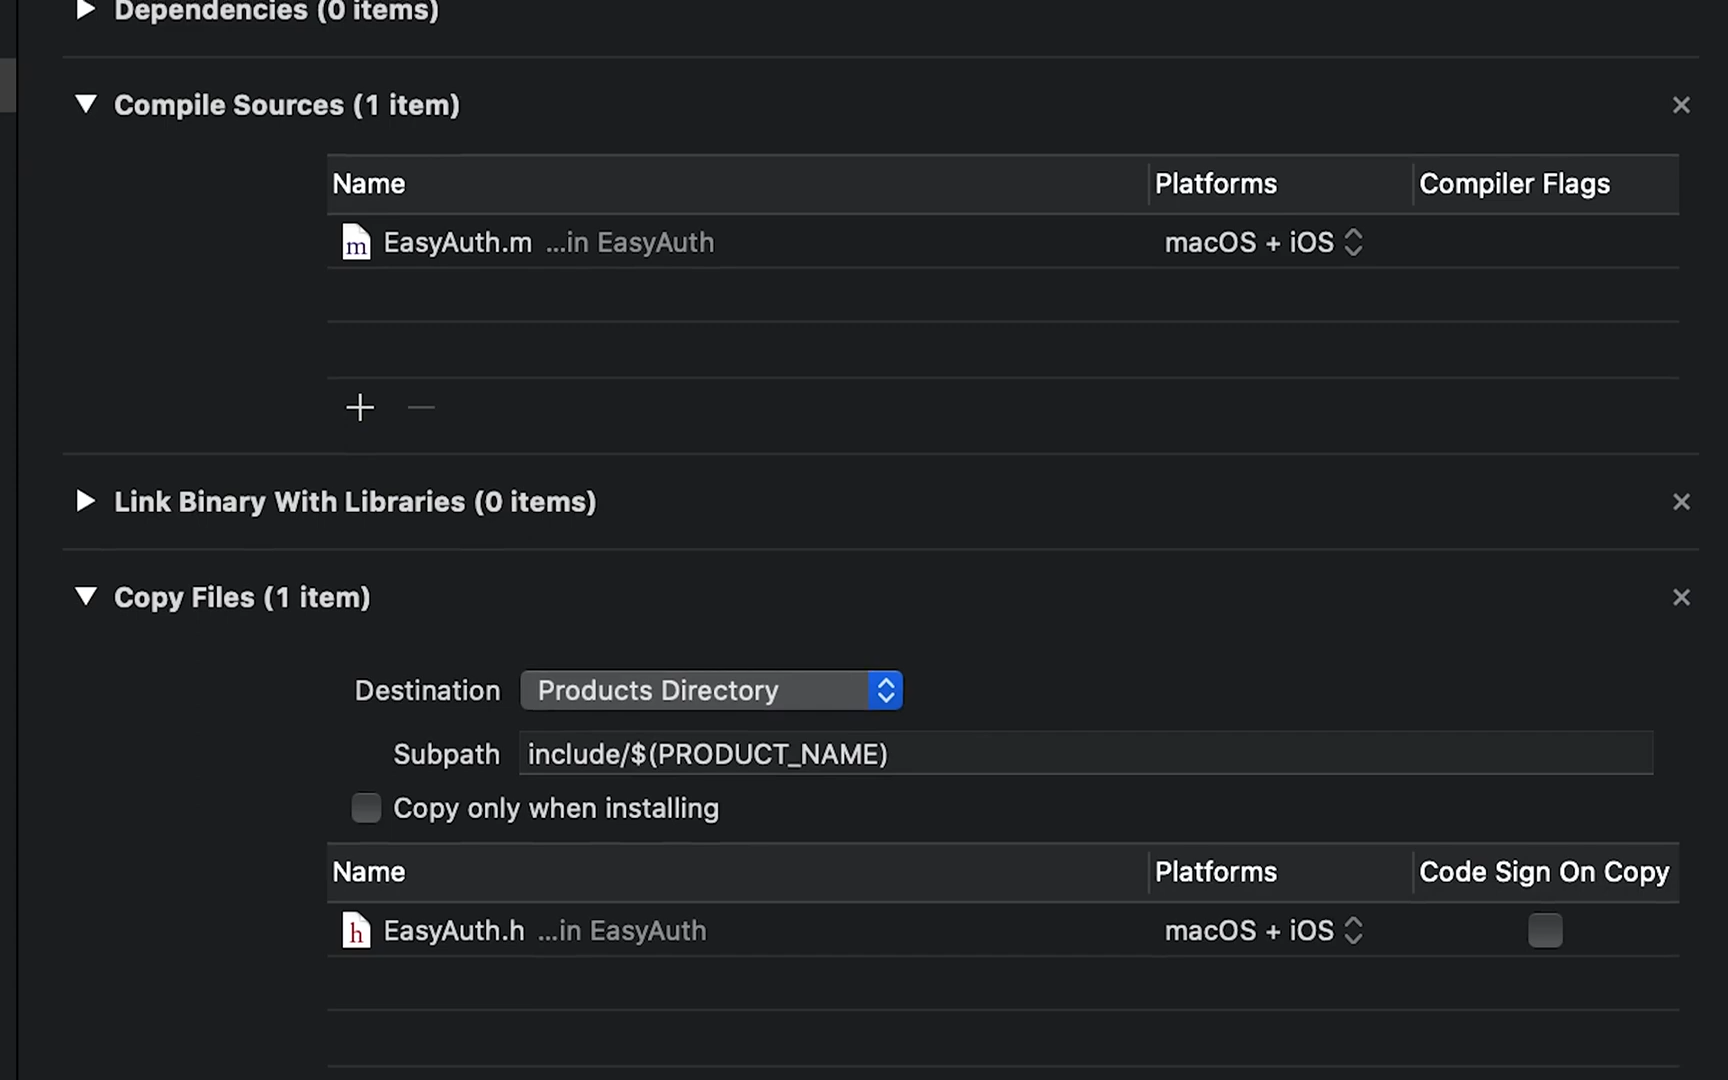 Dependencies (0 items)
Compile Sources (1 item)
Name Platforms Compiler Flags
m EasyAuth.m ...in EasyAuth macOS + iOS
Link Binary With Libraries (0 items)
Copy Files (1 item)
Destination Products Directory
Subpath include/$(PRODUCT_NAME)
Copy only when installing
Name Platforms Code Sign On Copy
h EasyAuth.h ...in EasyAuth macOS + iOS